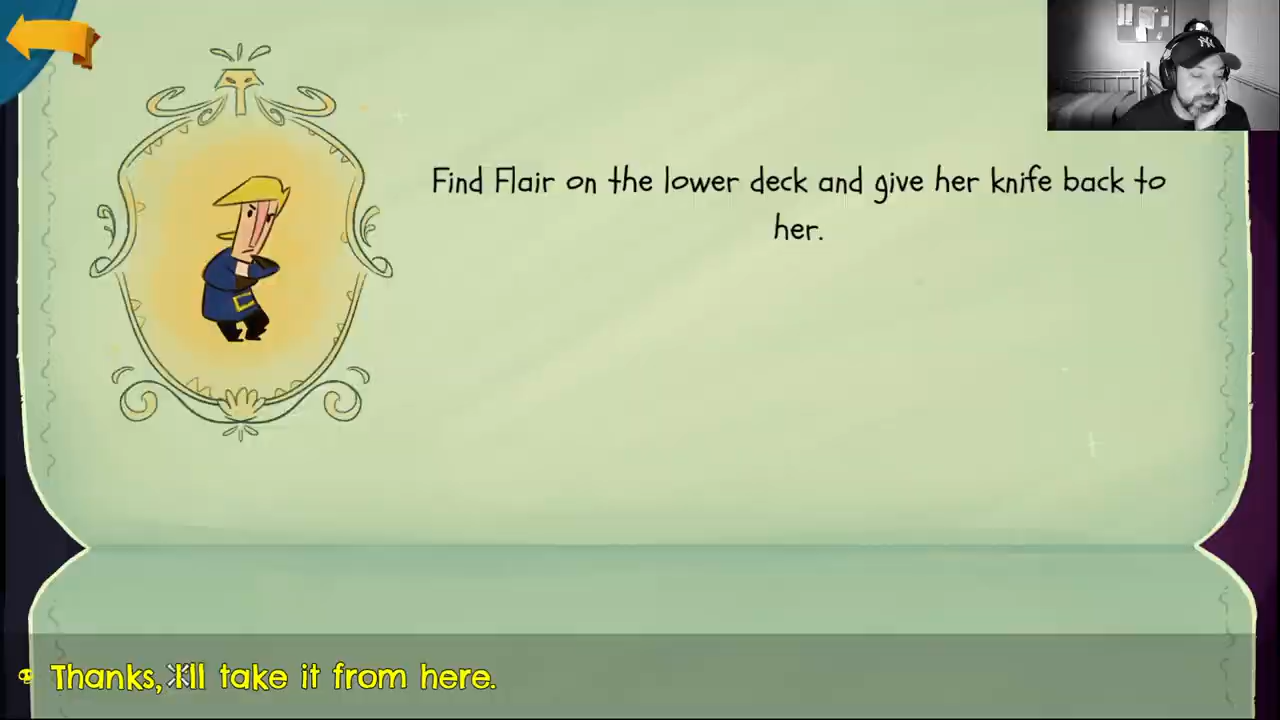 Find Flair on the lower deck and give her knife back to
her.
Thanks, I'll take it from here.